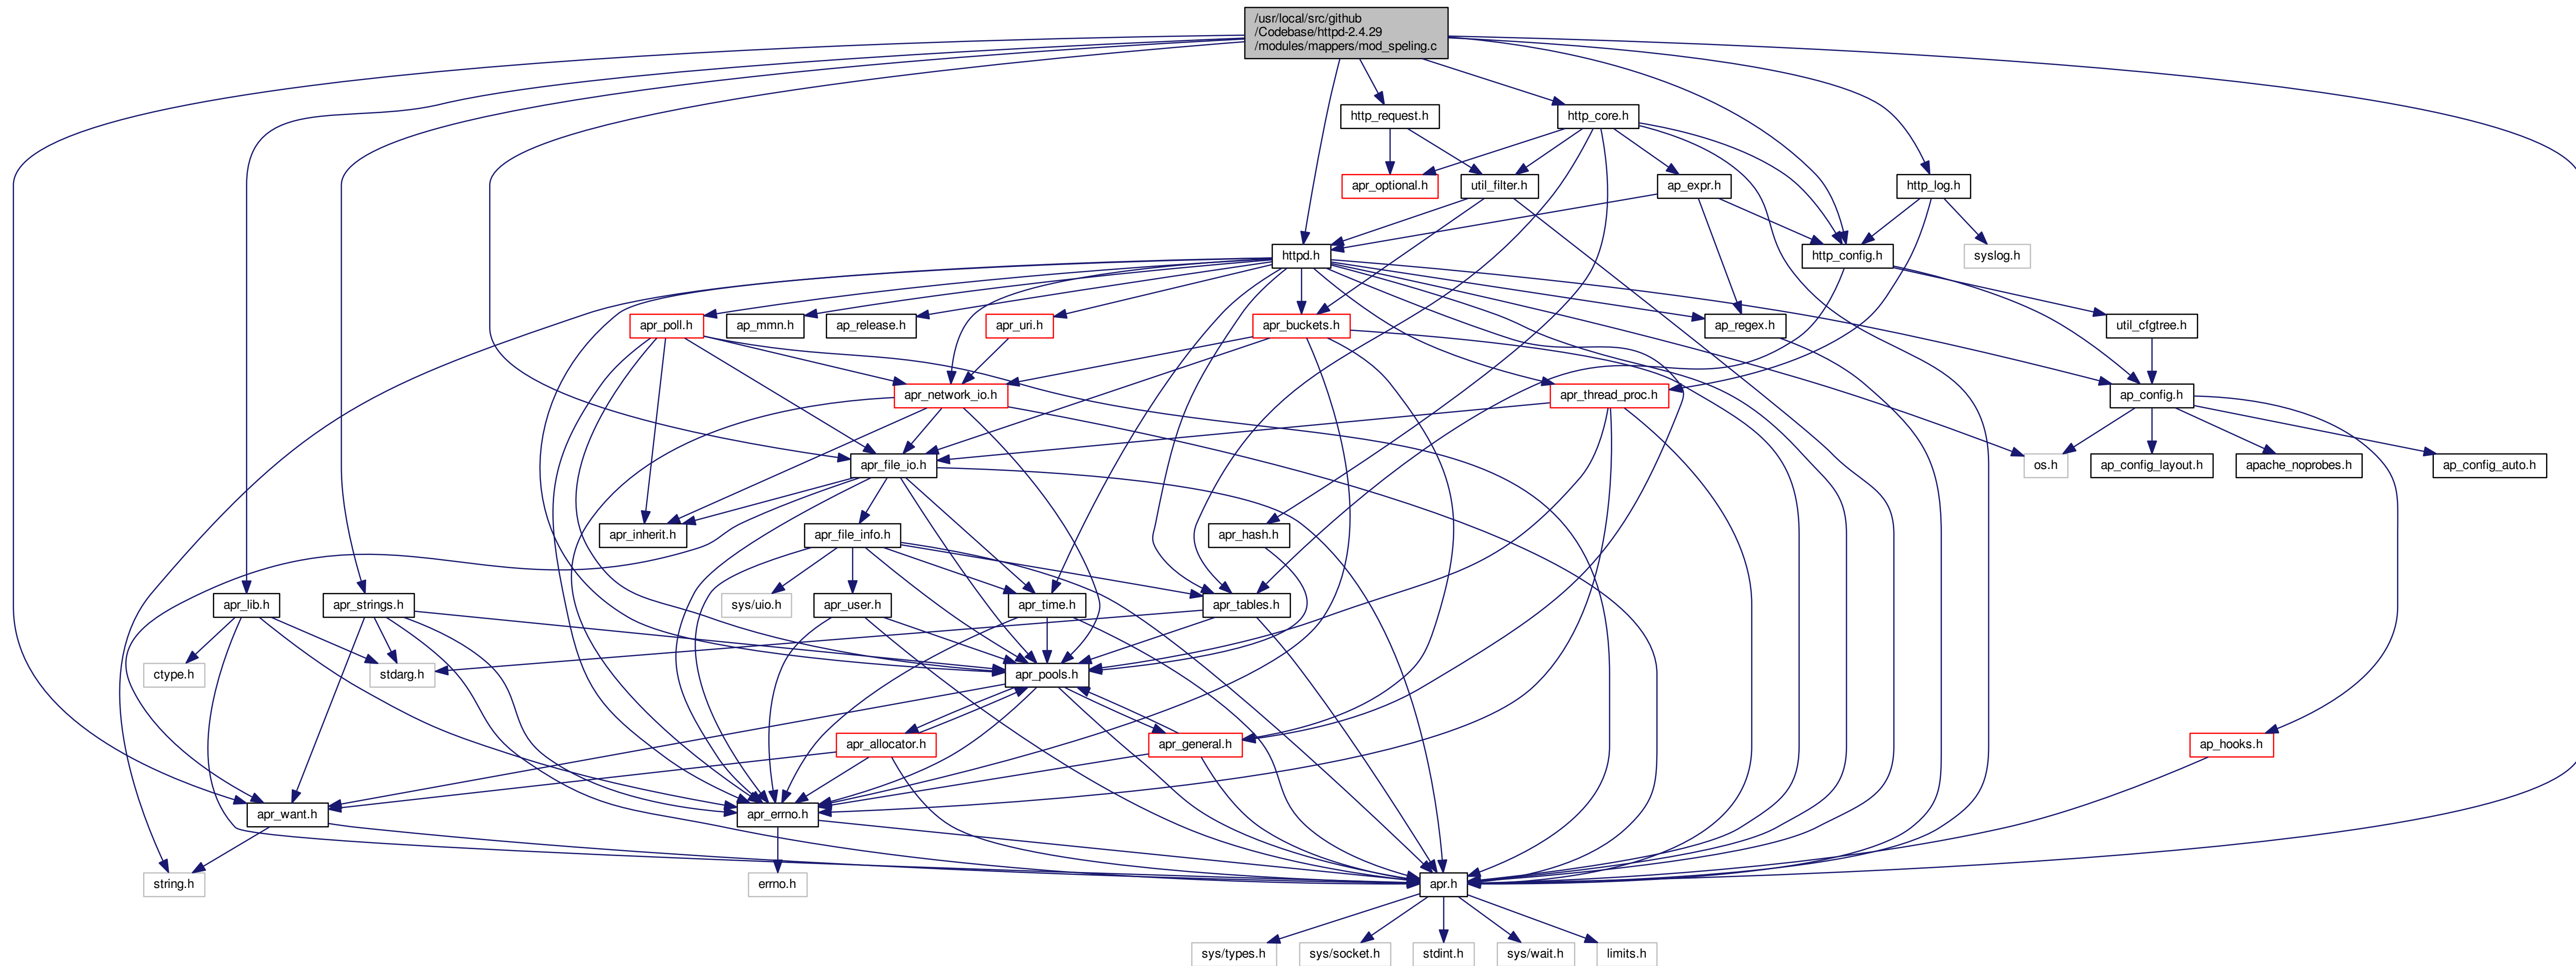 /usr/local/src/github
/Codebase/httpd-2.4.29
/modules/mappers/mod_speling.c
http_request.h
http_core.h
apr_optional.h
util_filter.h
ap_expr.h
http_log.h
httpd.h
http_config.h
syslog.h
apr_poll.h
ap_mmn.h
ap_release.h
apr_uri.h
apr_buckets.h
ap_regex.h
util_cfgtree.h
apr_network_io.h
apr_thread_proc.h
ap_config.h
apr_file_io.h
os.h
ap_config_layout.h
apache_noprobes.h
ap_config_auto.h
apr_inherit.h
apr_file_info.h
apr_hash.h
apr_lib.h
apr_strings.h
sys/uio.h
apr_user.h
apr_time.h
apr_tables.h
ctype.h
stdarg.h
apr_pools.h
apr_allocator.h
apr_general.h
ap_hooks.h
apr_want.h
apr_errno.h
string.h
errno.h
apr.h
sys/types.h
sys/socket.h
stdint.h
sys/wait.h
limits.h